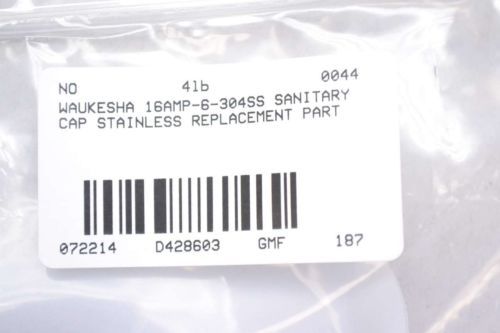 NO 4lb 0044
WAUKESHA 16AMP-6-304SS SANITARY
CAP STAINLESS REPLACEMENT PART
072214 D428603 GMF 187